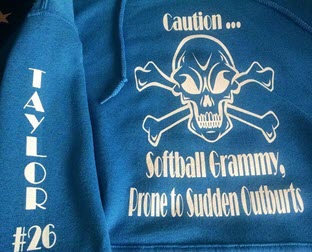 Caution ...
Softball Grammy,
Prone to Sudden Outburts
TAYLOR
#26